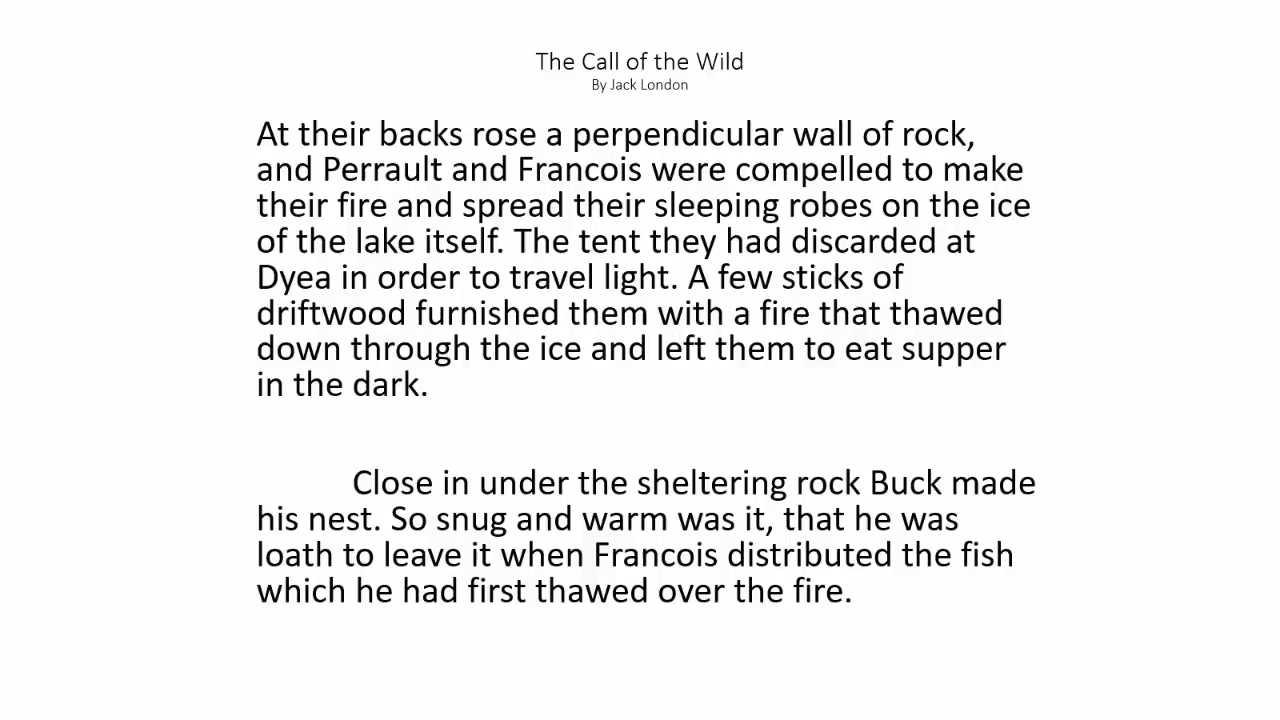 The Call of the Wild
By Jack London
At their backs rose a perpendicular wall of rock,
and Perrault and Francois were compelled to make
their fire and spread their sleeping robes on the ice
of the lake itself. The tent they had discarded at
Dyea in order to travel light. A few sticks of
driftwood furnished them with a fire that thawed
down through the ice and left them to eat supper
in the dark.
Close in under the sheltering rock Buck made
his nest. So snug and warm was it, that he was
loath to leave it when Francois distributed the fish
which he had first thawed over the fire.